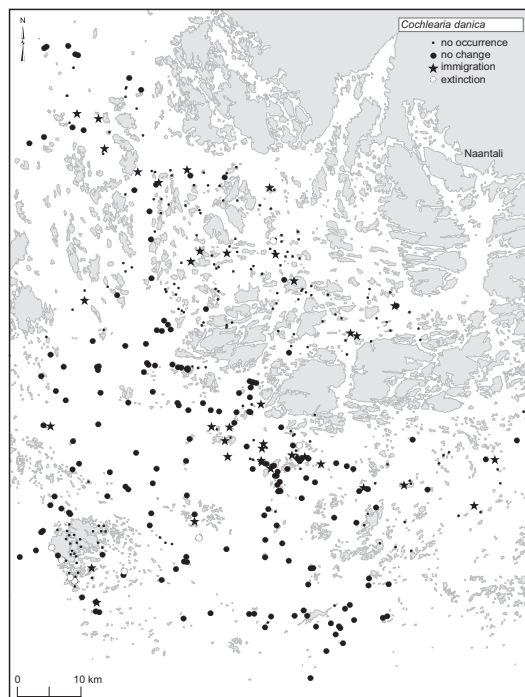 N
Cochlearia danica
no occurrence
no change
immigration
extinction
Naantali
0 10 km